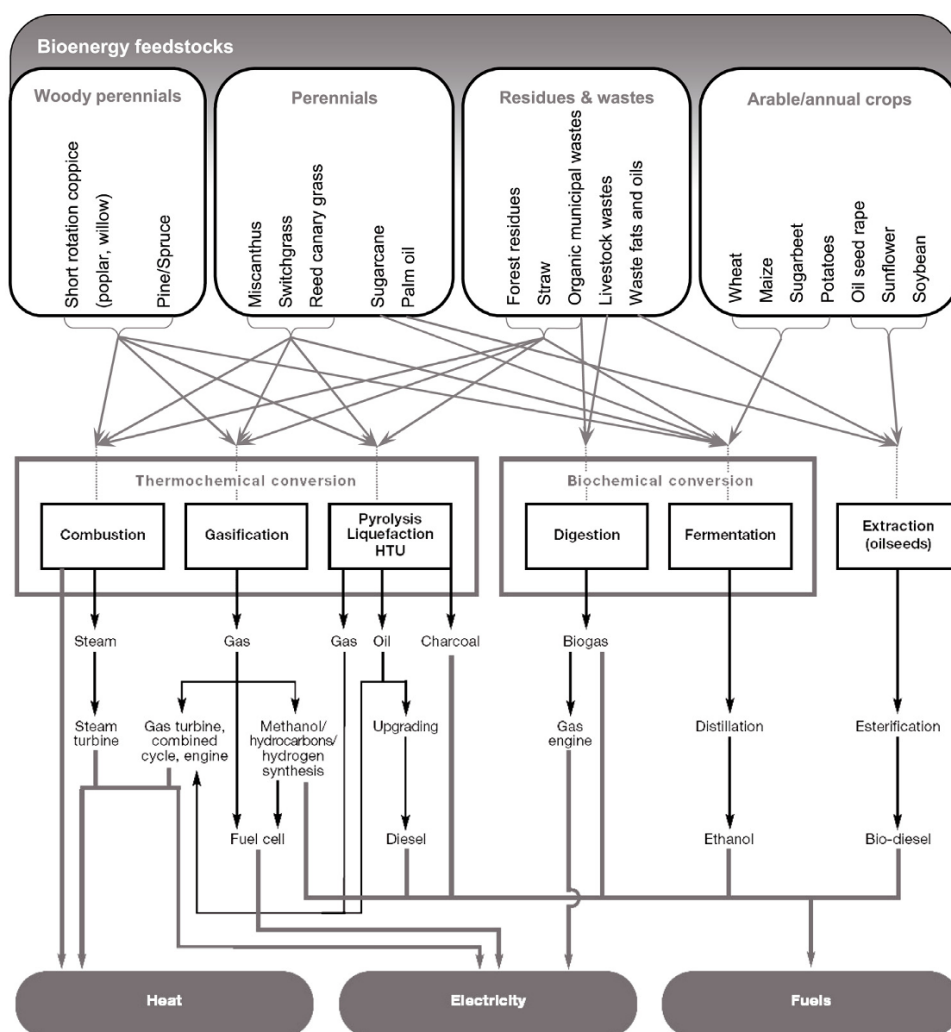 Bioenergy feedstocks
Woody perennials
Perennials
Residues & wastes
Arable/annual crops
Short rotation coppice
(poplar, willow)
Pine/Spruce
Miscanthus
Switchgrass
Reed canary grass
Sugarcane
Palm oil
Forest residues
Straw
Organic municipal wastes
Livestock wastes
Waste fats and oils
Wheat
Maize
Sugarbeet
Potatoes
Oil seed rape
Sunflower
Soybean
Thermochemical conversion
Biochemical conversion
Combustion
Gasification
Pyrolysis
Liquefaction
HTU
Digestion
Fermentation
Extraction
(oilseeds)
Steam
Gas
Gas
Oil
Charcoal
Biogas
Steam
turbine
Gas turbine,
combined
cycle, engine
Methanol/
hydrocarbons/
hydrogen
synthesis
Upgrading
Gas
engine
Distillation
Esterification
Fuel cell
Diesel
Ethanol
Bio-diesel
Heat
Electricity
Fuels